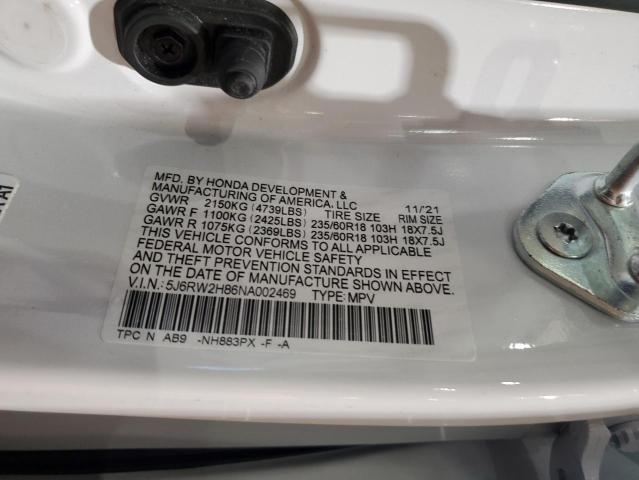 MFD. BY HONDA DEVELOPMENT &
MANUFACTURING OF AMERICA, LLC 11/'21
GVWR 2150KG (4739LBS) TIRE SIZE RIM SIZE
GAWR F 1100KG (2425LBS) 235/60R18 103H 18X7.5J
GAWR R 1075KG (2369LBS) 235/60R18 103H 18X7.5J
THIS VEHICLE CONFORMS TO ALL APPLICABLE
FEDERAL MOTOR VEHICLE SAFETY
AND THEFT PREVENTION STANDARDS IN EFFECT
ON THE DATE OF MANUFACTURE SHOWN ABOVE.
V.I.N.: 5J6RW2H86NA002469 TYPE: MPV
TPC N AB9 -NH883PX -F -A